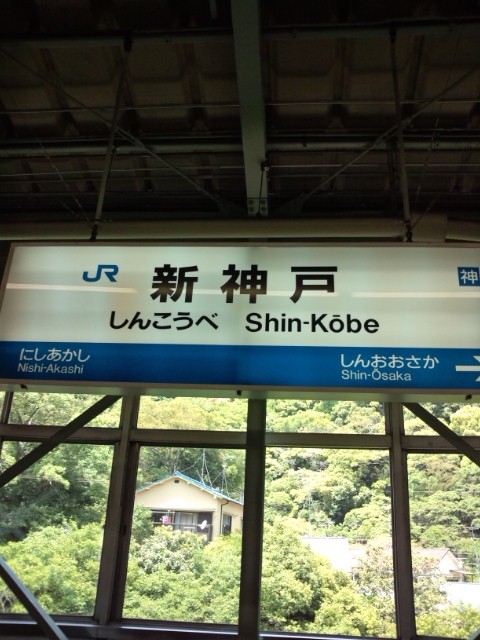 JR 新神戸 神
しんこうべ Shin-Kōbe
にしあかし しんおおさか
Nishi-Akashi Shin-Ōsaka